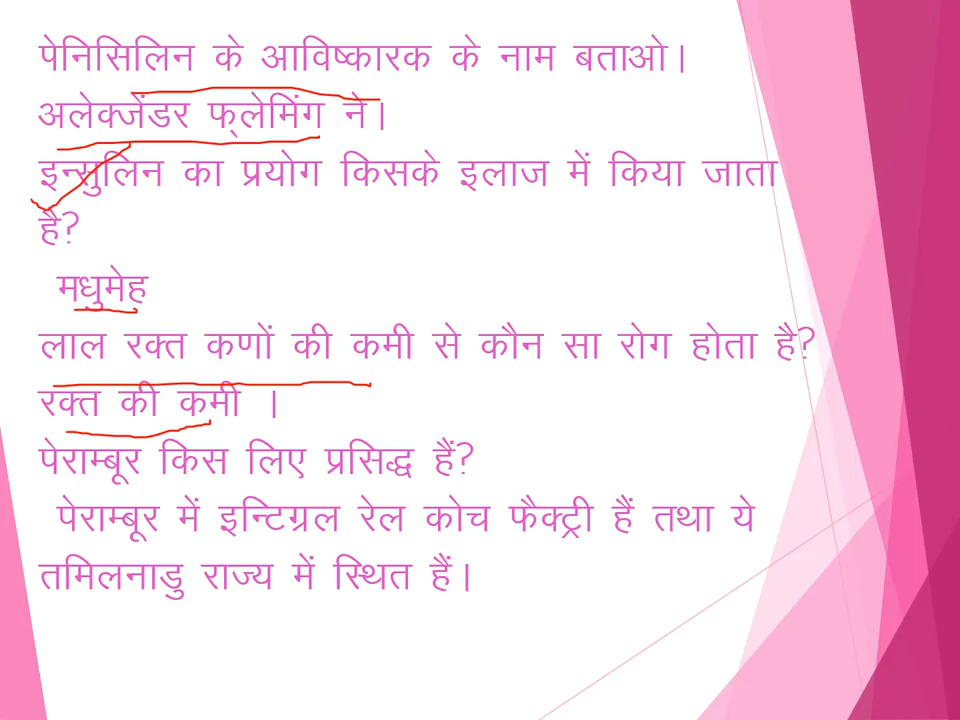 पेनिसिलिन के आविष्कारक के नाम बताओ।
अलेक्जेंडर फ्लेमिंग ने।
इन्सुलिन का प्रयोग किसके इलाज में किया जाता
है?
मधुमेह
लाल रक्त कणों की कमी से कौन सा रोग होता है?
रक्त की कमी ।
पेराम्बूर किस लिए प्रसिद्ध हैं?
पेराम्बूर में इन्टिग्रल रेल कोच फैक्ट्री हैं तथा ये
तमिलनाडु राज्य में स्थित हैं।